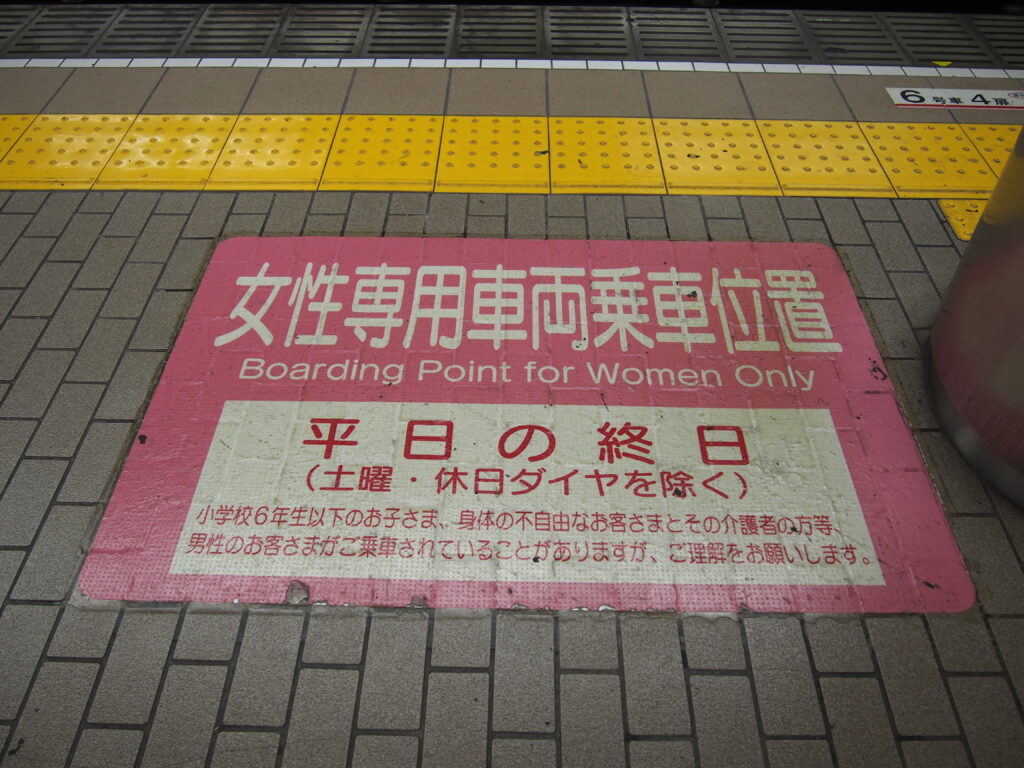 6号車4扉
女性専用車両乗車位置
Boarding Point for Women Only
平日の終日
(土曜・休日ダイヤを除く)
小学校6年生以下のお子さま、身体の不自由なお客さまとその介護者の方等、
男性のお客さまがご乗車されていることがありますが、ご理解をお願いします。